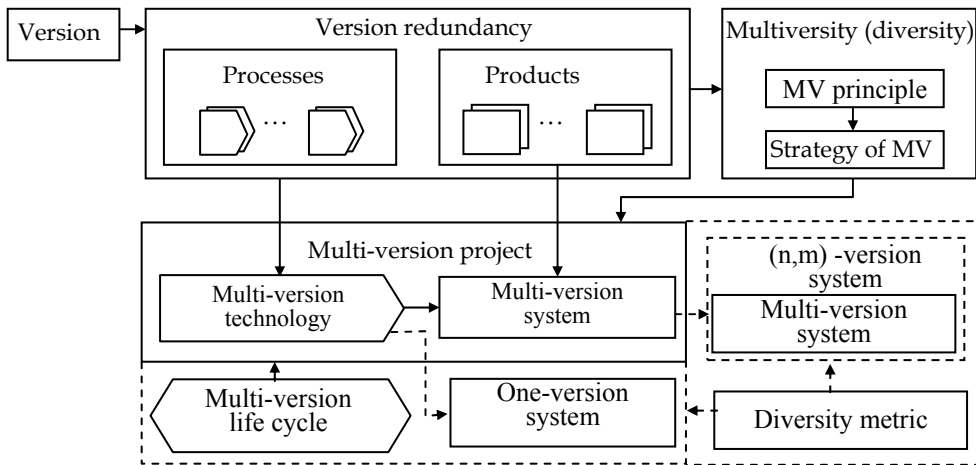 Version
Version redundancy
Multiversity (diversity)
Processes
Products
...
...
MV principle
Strategy of MV
Multi-version project
(n,m) -version
system
Multi-version
technology
Multi-version
system
Multi-version
system
Multi-version
life cycle
One-version
system
Diversity metric